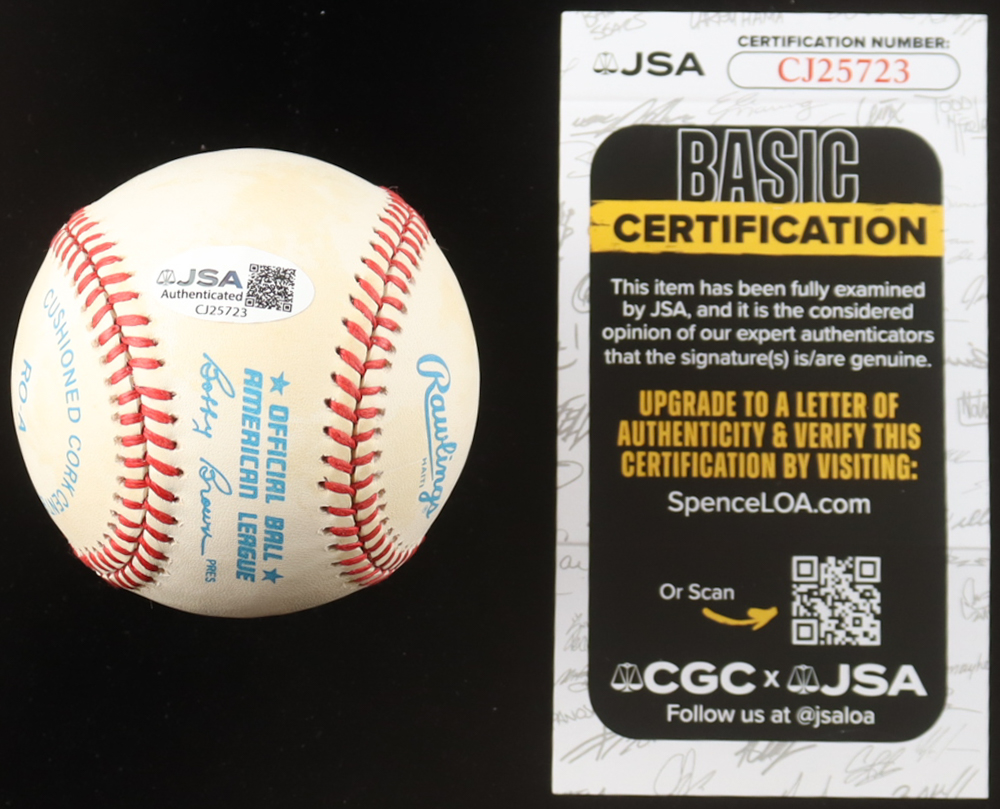 JSA
Authenticated
CJ25723
CUSHIONED CORK
RO-A
★ OFFICIAL BALL ★
AMERICAN LEAGUE
Bobby Brown
PRES.
Rawlings
HAITI
JSA
CERTIFICATION NUMBER:
CJ25723
BASIC
CERTIFICATION
This item has been fully examined
by JSA, and it is the considered
opinion of our expert authenticators
that the signature(s) is/are genuine.
UPGRADE TO A LETTER OF
AUTHENTICITY & VERIFY THIS
CERTIFICATION BY VISITING:
SpenceLOA.com
Or Scan
CGC x JSA
Follow us at @jsaloa